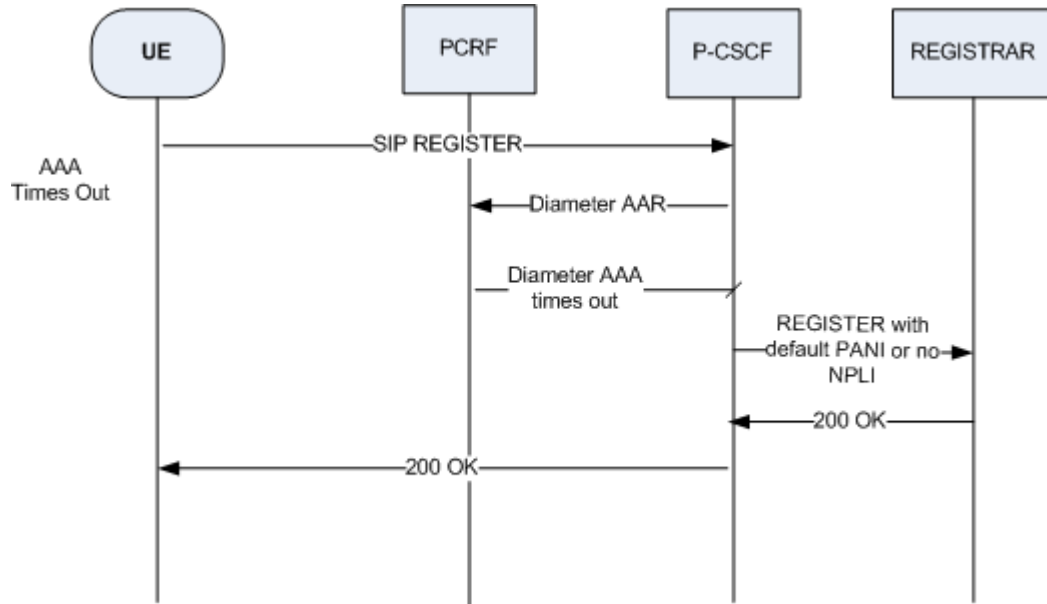 UE
PCRF
P-CSCF
REGISTRAR
SIP REGISTER
AAA
Times Out
Diameter AAR
Diameter AAA
times out
REGISTER with
default PANI or no
NPLI
200 OK
200 OK